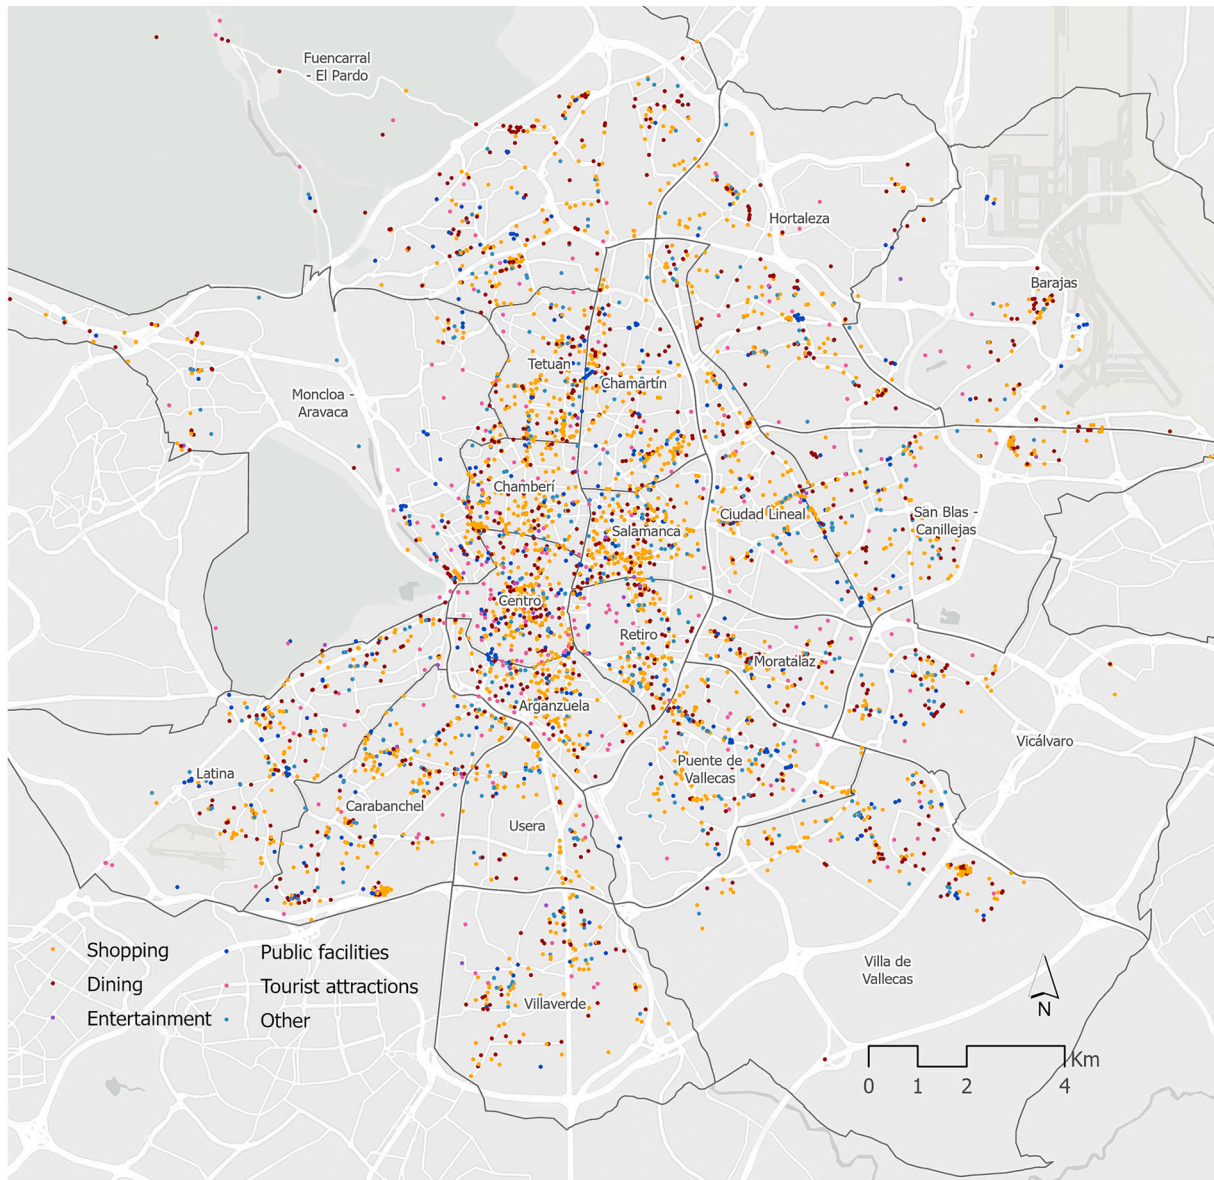 Fuencarral
- El Pardo
Hortaleza
Barajas
Tetuán
Chamartín
Moncloa -
Aravaca
Chamberí
Salamanca
Ciudad Lineal
San Blas -
Canillejas
Centro
Retiro
Moratalaz
Arganzuela
Vicálvaro
Puente de
Vallecas
Latina
Carabanchel
Usera
Villa de
Vallecas
Villaverde
Shopping
Dining
Entertainment
Public facilities
Tourist attractions
Other
N
Km
0 1 2 4